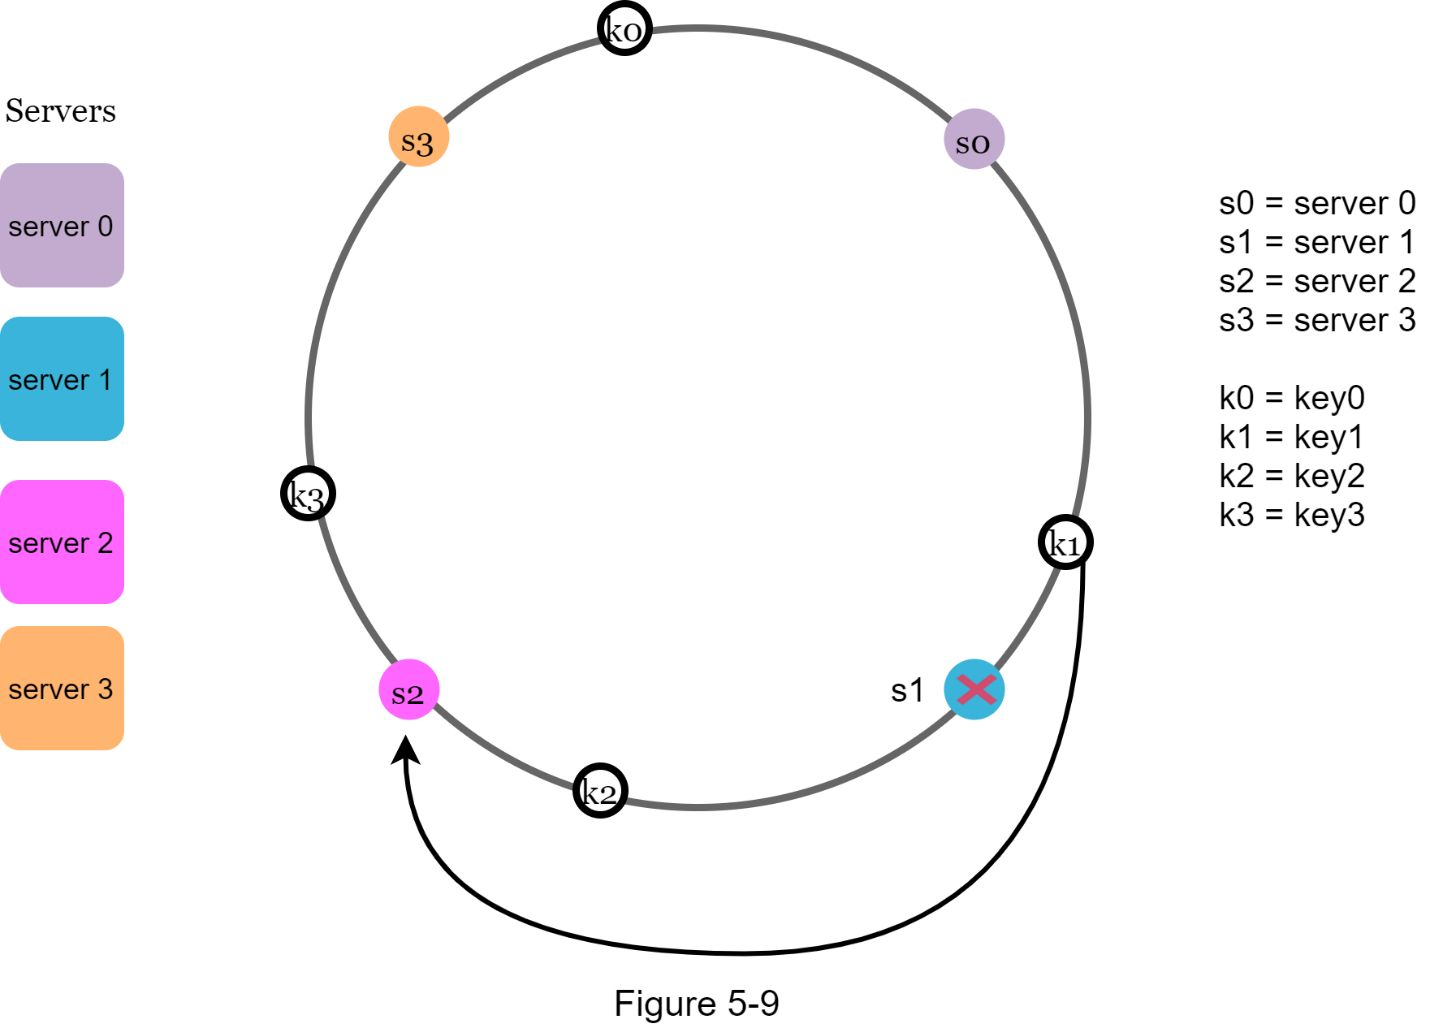 Servers
server 0
server 1
server 2
server 3
k0
s3
s0
k3
k1
s2
s1
k2
s0 = server 0
s1 = server 1
s2 = server 2
s3 = server 3
k0 = key0
k1 = key1
k2 = key2
k3 = key3
Figure 5-9